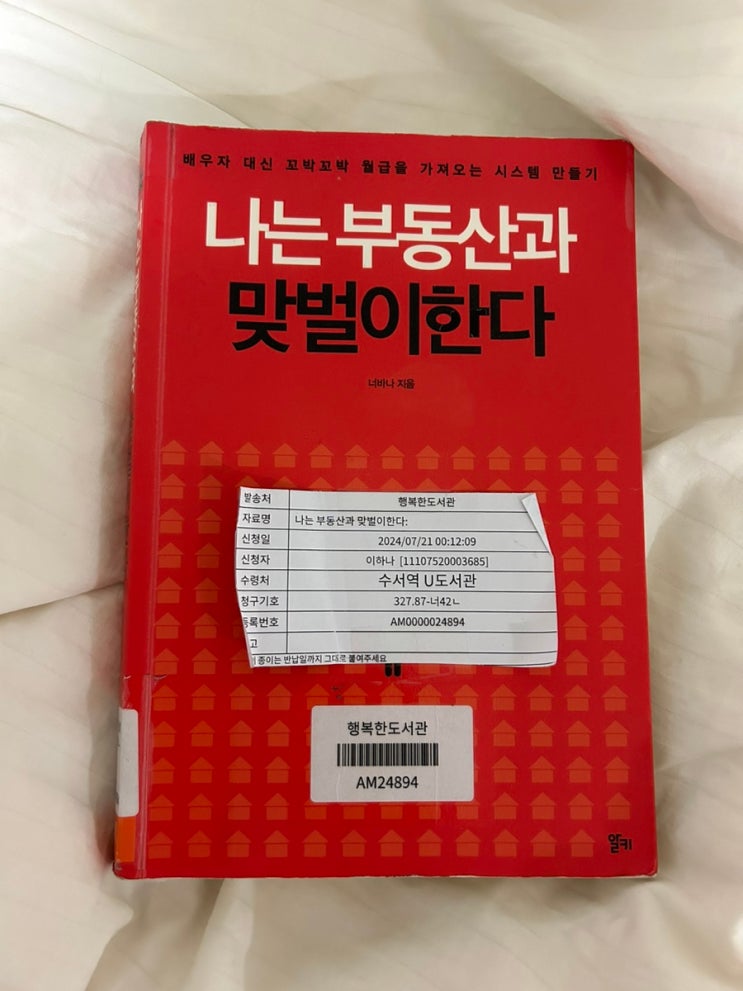 배우자 대신 꼬박꼬박 월급을 가져오는 시스템 만들기
나는 부동산과
맞벌이한다
너바나 지음
발송처 행복한도서관
자료명 나는 부동산과 맞벌이한다:
신청일 2024/07/21 00:12:09
신청자 이하나 [11107520003685]
수령처 수서역 U도서관
청구기호 327.87-너42ㄴ
등록번호 AM0000024894
고
종이는 반납일까지 그대로 붙여주세요
행복한도서관
AM24894
알키